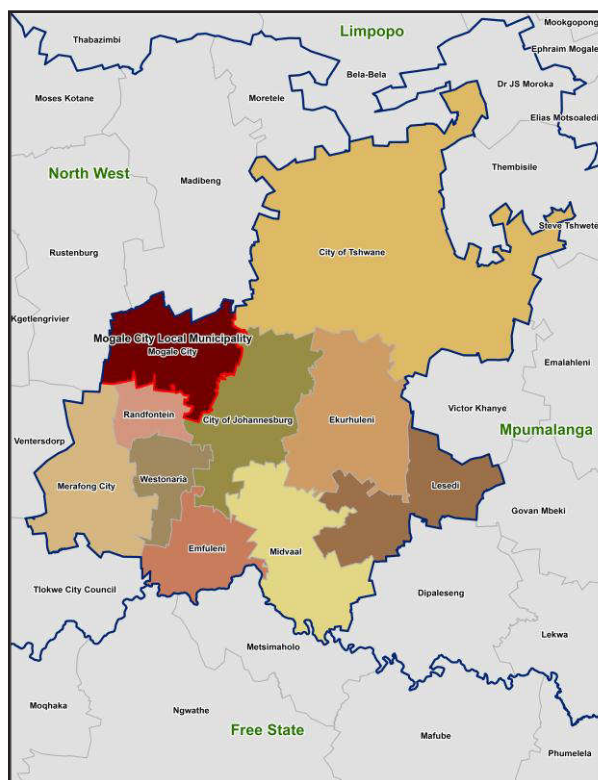 Mookgopong
Limpopo
Thabazimbi
Ephraim Mogale
Bela-Bela
Dr JS Moroka
Moses Kotane
Moretele
Elias Motsoaledi
Thembisile
North West
Madibeng
Steve Tshwete
City of Tshwane
Rustenburg
Kgetlengrivier
Mogale City Local Municipality
Mogale City
Emalahleni
Randfontein
City of Johannesburg
Ekurhuleni
Victor Khanye
Mpumalanga
Ventersdorp
Westonaria
Merafong City
Lesedi
Govan Mbeki
Emfuleni
Midvaal
Tlokwe City Council
Dipaleseng
Metsimaholo
Lekwa
Moqhaka
Ngwathe
Free State
Mafube
Phumelela